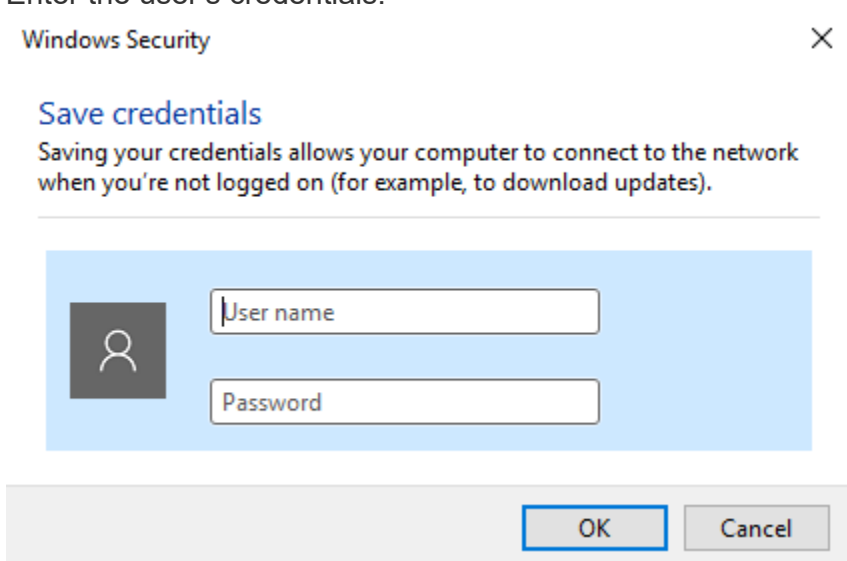 Enter the user's credentials.
Windows Security
Save credentials
Saving your credentials allows your computer to connect to the network
when you're not logged on (for example, to download updates).
User name
Password
OK
Cancel